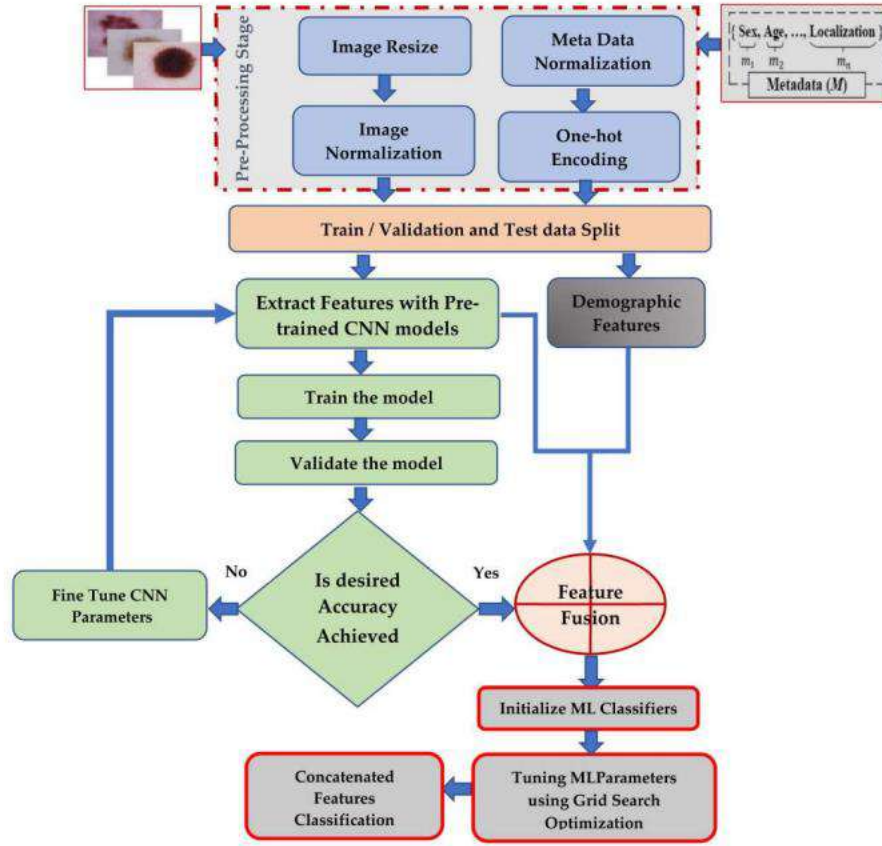 Pre-Processing Stage
Image Resize
Meta Data
Normalization
{ Sex, Age, …, Localization }
m₁ m₂ mₙ
Metadata (M)
Image
Normalization
One-hot
Encoding
Train / Validation and Test data Split
Extract Features with Pre-
trained CNN models
Demographic
Features
Train the model
Validate the model
No
Is desired
Accuracy
Achieved
Yes
Fine Tune CNN
Parameters
Feature
Fusion
Initialize ML Classifiers
Concatenated
Features
Classification
Tuning MLParameters
using Grid Search
Optimization